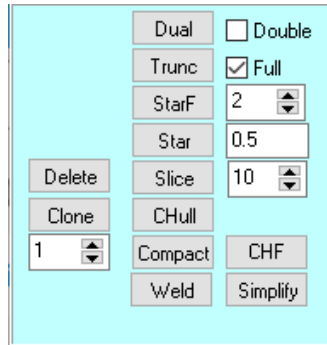 Dual Double
Trunc Full
StarF 2
Star 0.5
Delete Slice 10
Clone CHull
1 Compact CHF
Weld Simplify